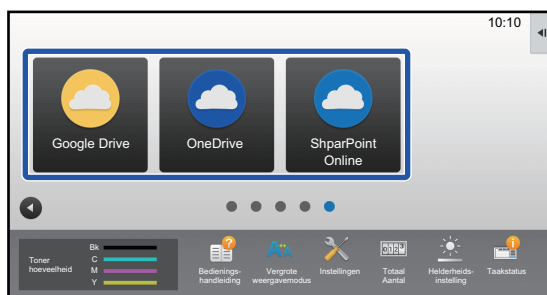 10:10
Google Drive
OneDrive
ShparPoint
Online
Toner
hoeveelheid
Bk
C
M
Y
Bedienings-
handleiding
Vergrote
weergavemodus
Instellingen
Totaal
Aantal
Helderheids-
instelling
Taakstatus